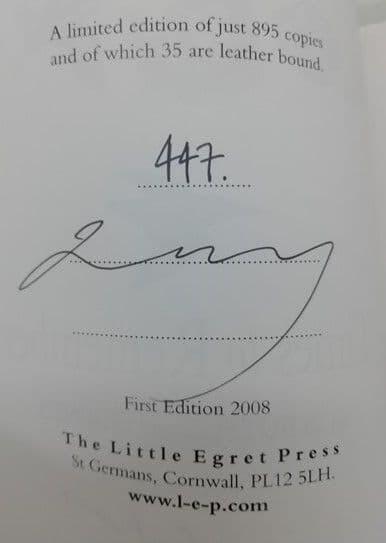 A limited edition of just 895 copies
and of which 35 are leather bound.
447.
First Edition 2008
The Little Egret Press
St Germans, Cornwall, PL12 5LH.
www.l-e-p.com